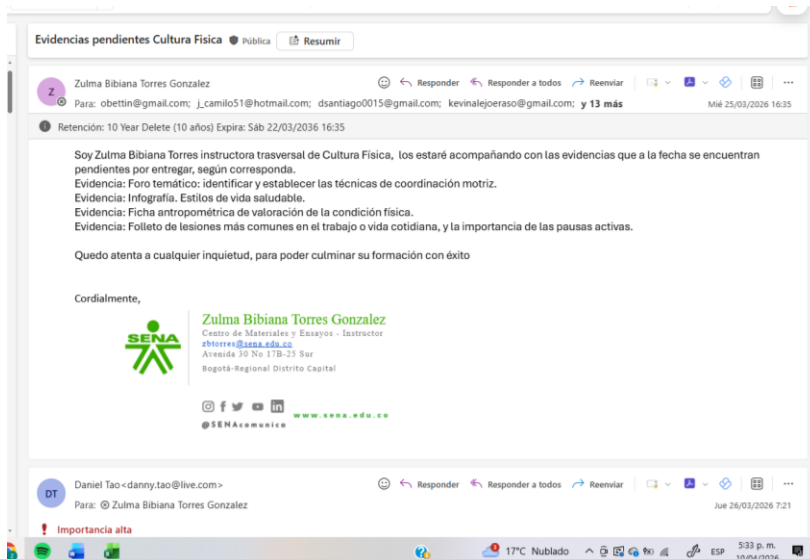 Evidencias pendientes Cultura Fisica Pública Resumir
Z Zulma Bibiana Torres Gonzalez Responder Responder a todos Reenviar
Para: obettin@gmail.com; j_camilo51@hotmail.com; dsantiago0015@gmail.com; kevinalejoeraso@gmail.com; y 13 más Mié 25/03/2026 16:35
Retención: 10 Year Delete (10 años) Expira: Sáb 22/03/2036 16:35
Soy Zulma Bibiana Torres instructora trasversal de Cultura Física, los estaré acompañando con las evidencias que a la fecha se encuentran
pendientes por entregar, según corresponda.
Evidencia: Foro temático: identificar y establecer las técnicas de coordinación motriz.
Evidencia: Infografía. Estilos de vida saludable.
Evidencia: Ficha antropométrica de valoración de la condición física.
Evidencia: Folleto de lesiones más comunes en el trabajo o vida cotidiana, y la importancia de las pausas activas.
Quedo atenta a cualquier inquietud, para poder culminar su formación con éxito
Cordialmente,
SENA
Zulma Bibiana Torres Gonzalez
Centro de Materiales y Ensayos - Instructor
zbtorres@sena.edu.co
Avenida 30 No 17B-25 Sur
Bogotá-Regional Distrito Capital
@SENAcomunica www.sena.edu.co
DT Daniel Tao<danny.tao@live.com> Responder Responder a todos Reenviar
Para: Zulma Bibiana Torres Gonzalez Jue 26/03/2026 7:21
Importancia alta
17°C Nublado ESP 5:33 p. m.
10/04/2026